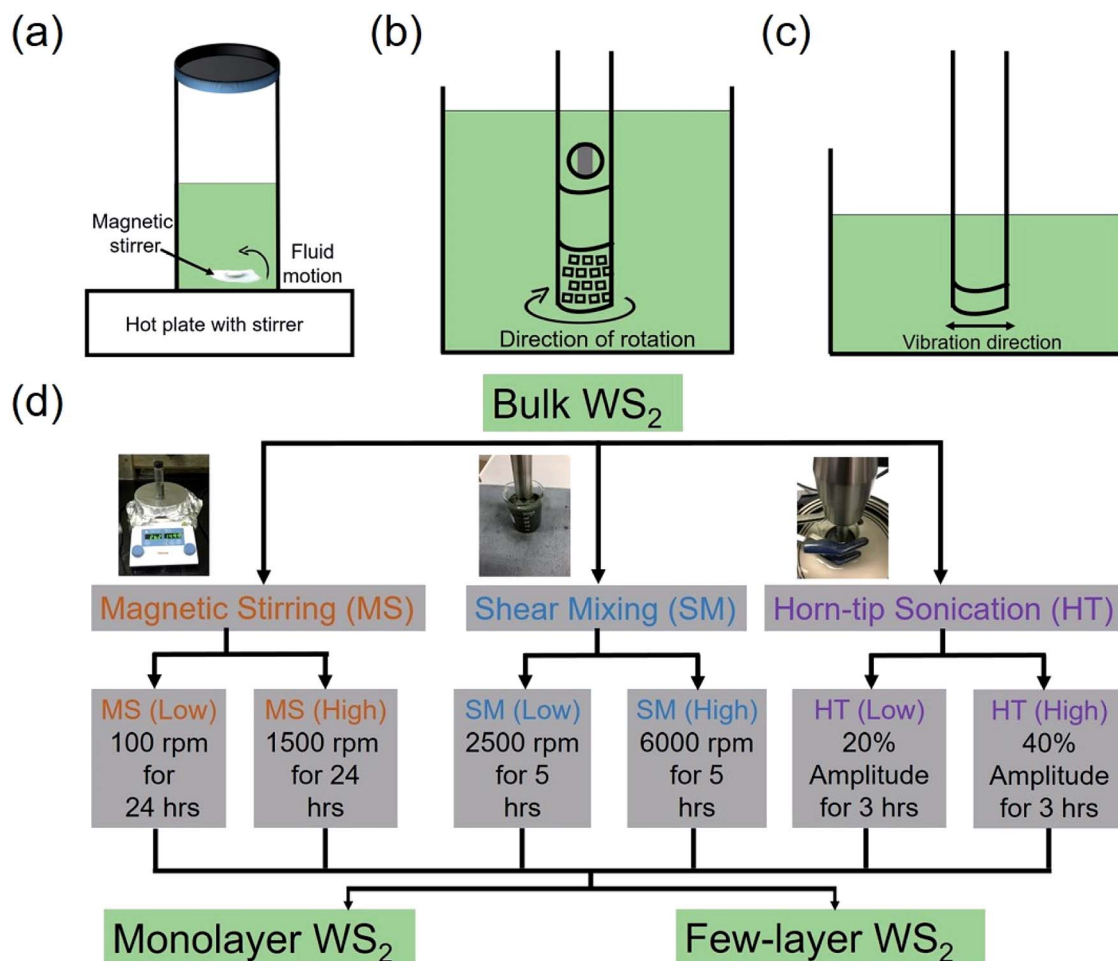 (a)
(b)
(c)
Magnetic
stirrer
Fluid
motion
Hot plate with stirrer
Direction of rotation
Vibration direction
(d)
Bulk WS₂
Magnetic Stirring (MS)
Shear Mixing (SM)
Horn-tip Sonication (HT)
MS (Low)
100 rpm
for
24 hrs
MS (High)
1500 rpm
for 24
hrs
SM (Low)
2500 rpm
for 5
hrs
SM (High)
6000 rpm
for 5
hrs
HT (Low)
20%
Amplitude
for 3 hrs
HT (High)
40%
Amplitude
for 3 hrs
Monolayer WS₂
Few-layer WS₂